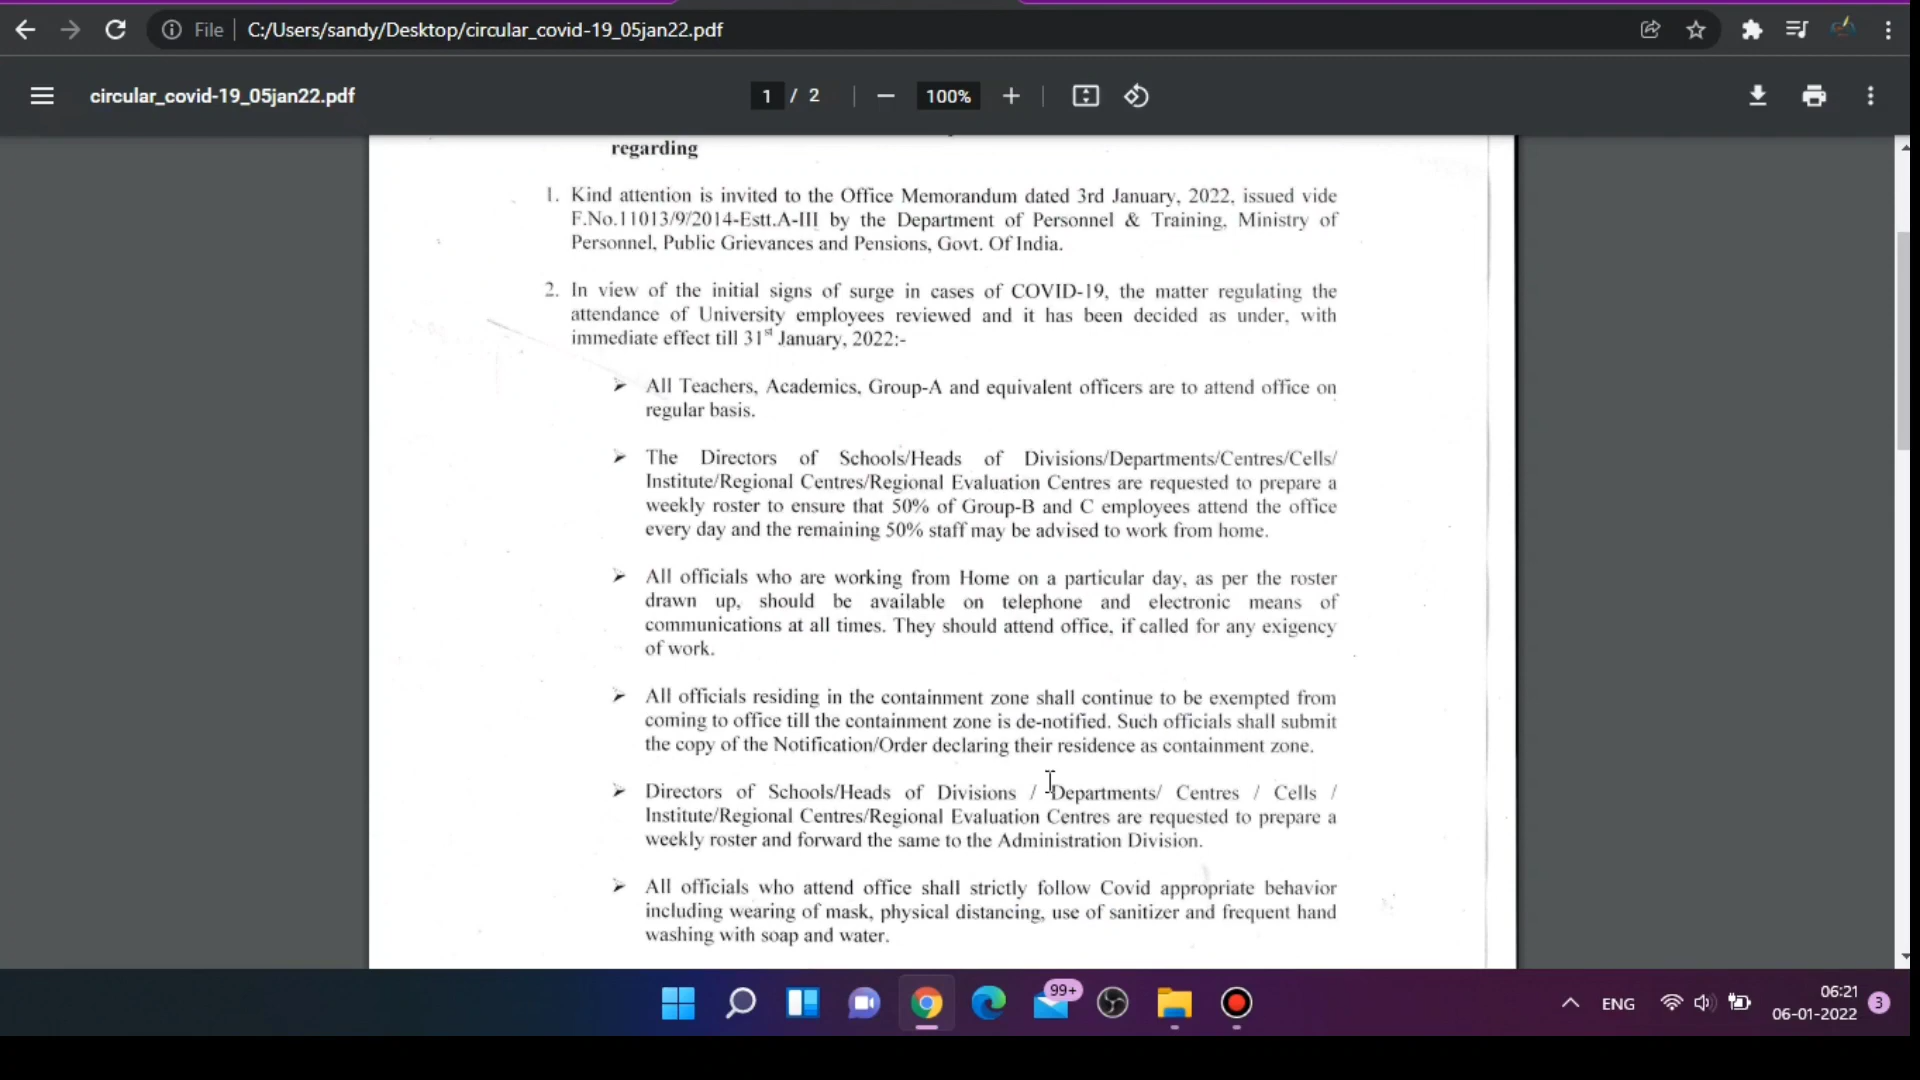 File
C:/Users/sandy/Desktop/circular_covid-19_05jan22.pdf
circular_covid-19_05jan22.pdf
1 / 2
100%
regarding
1. Kind attention is invited to the Office Memorandum dated 3rd January, 2022, issued vide
F.No.11013/9/2014-Estt.A-III by the Department of Personnel & Training, Ministry of
Personnel, Public Grievances and Pensions, Govt. Of India.
2. In view of the initial signs of surge in cases of COVID-19, the matter regulating the
attendance of University employees reviewed and it has been decided as under, with
immediate effect till 31st January, 2022:-
➢ All Teachers, Academics, Group-A and equivalent officers are to attend office on
regular basis.
➢ The Directors of Schools/Heads of Divisions/Departments/Centres/Cells/
Institute/Regional Centres/Regional Evaluation Centres are requested to prepare a
weekly roster to ensure that 50% of Group-B and C employees attend the office
every day and the remaining 50% staff may be advised to work from home.
➢ All officials who are working from Home on a particular day, as per the roster
drawn up, should be available on telephone and electronic means of
communications at all times. They should attend office, if called for any exigency
of work.
➢ All officials residing in the containment zone shall continue to be exempted from
coming to office till the containment zone is de-notified. Such officials shall submit
the copy of the Notification/Order declaring their residence as containment zone.
➢ Directors of Schools/Heads of Divisions / Departments/ Centres / Cells /
Institute/Regional Centres/Regional Evaluation Centres are requested to prepare a
weekly roster and forward the same to the Administration Division.
➢ All officials who attend office shall strictly follow Covid appropriate behavior
including wearing of mask, physical distancing, use of sanitizer and frequent hand
washing with soap and water.
99+
ENG
06:21
06-01-2022
3